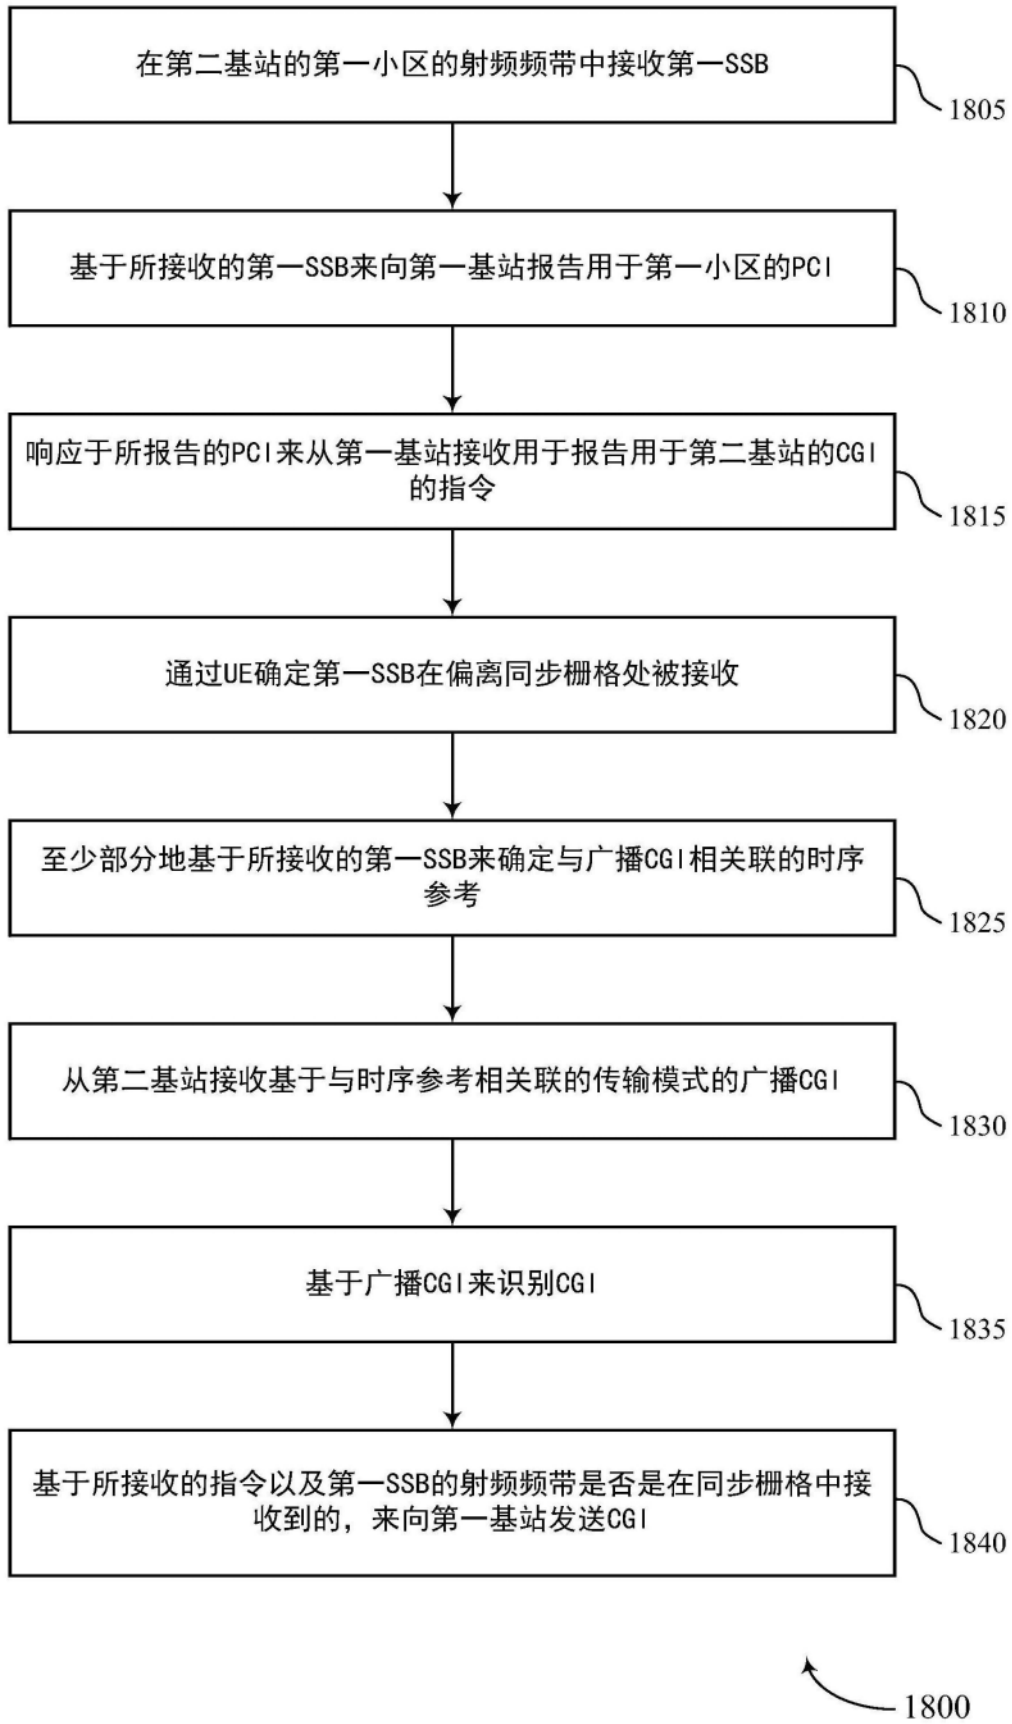 在第二基站的第一小区的射频频带中接收第一SSB
1805
基于所接收的第一SSB来向第一基站报告用于第一小区的PCI
1810
响应于所报告的PCI来从第一基站接收用于报告用于第二基站的CGI
的指令
1815
通过UE确定第一SSB在偏离同步栅格处被接收
1820
至少部分地基于所接收的第一SSB来确定与广播CGI相关联的时序
参考
1825
从第二基站接收基于与时序参考相关联的传输模式的广播CGI
1830
基于广播CGI来识别CGI
1835
基于所接收的指令以及第一SSB的射频频带是否是在同步栅格中接
收到的，来向第一基站发送CGI
1840
1800